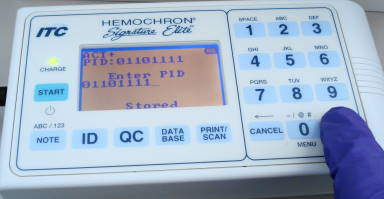 ITC
HEMOCHRON®
Signature Elite
ACT+
PID:01101111
Enter PID
01101111_
Stored
CHARGE
START
ABC / 123
NOTE
ID
QC
DATA BASE
PRINT/ SCAN
SPACE ABC DEF
1 2 3
GHI JKL MNO
4 5 6
PQRS TUV WXYZ
7 8 9
- / @ #
CANCEL 0
MENU